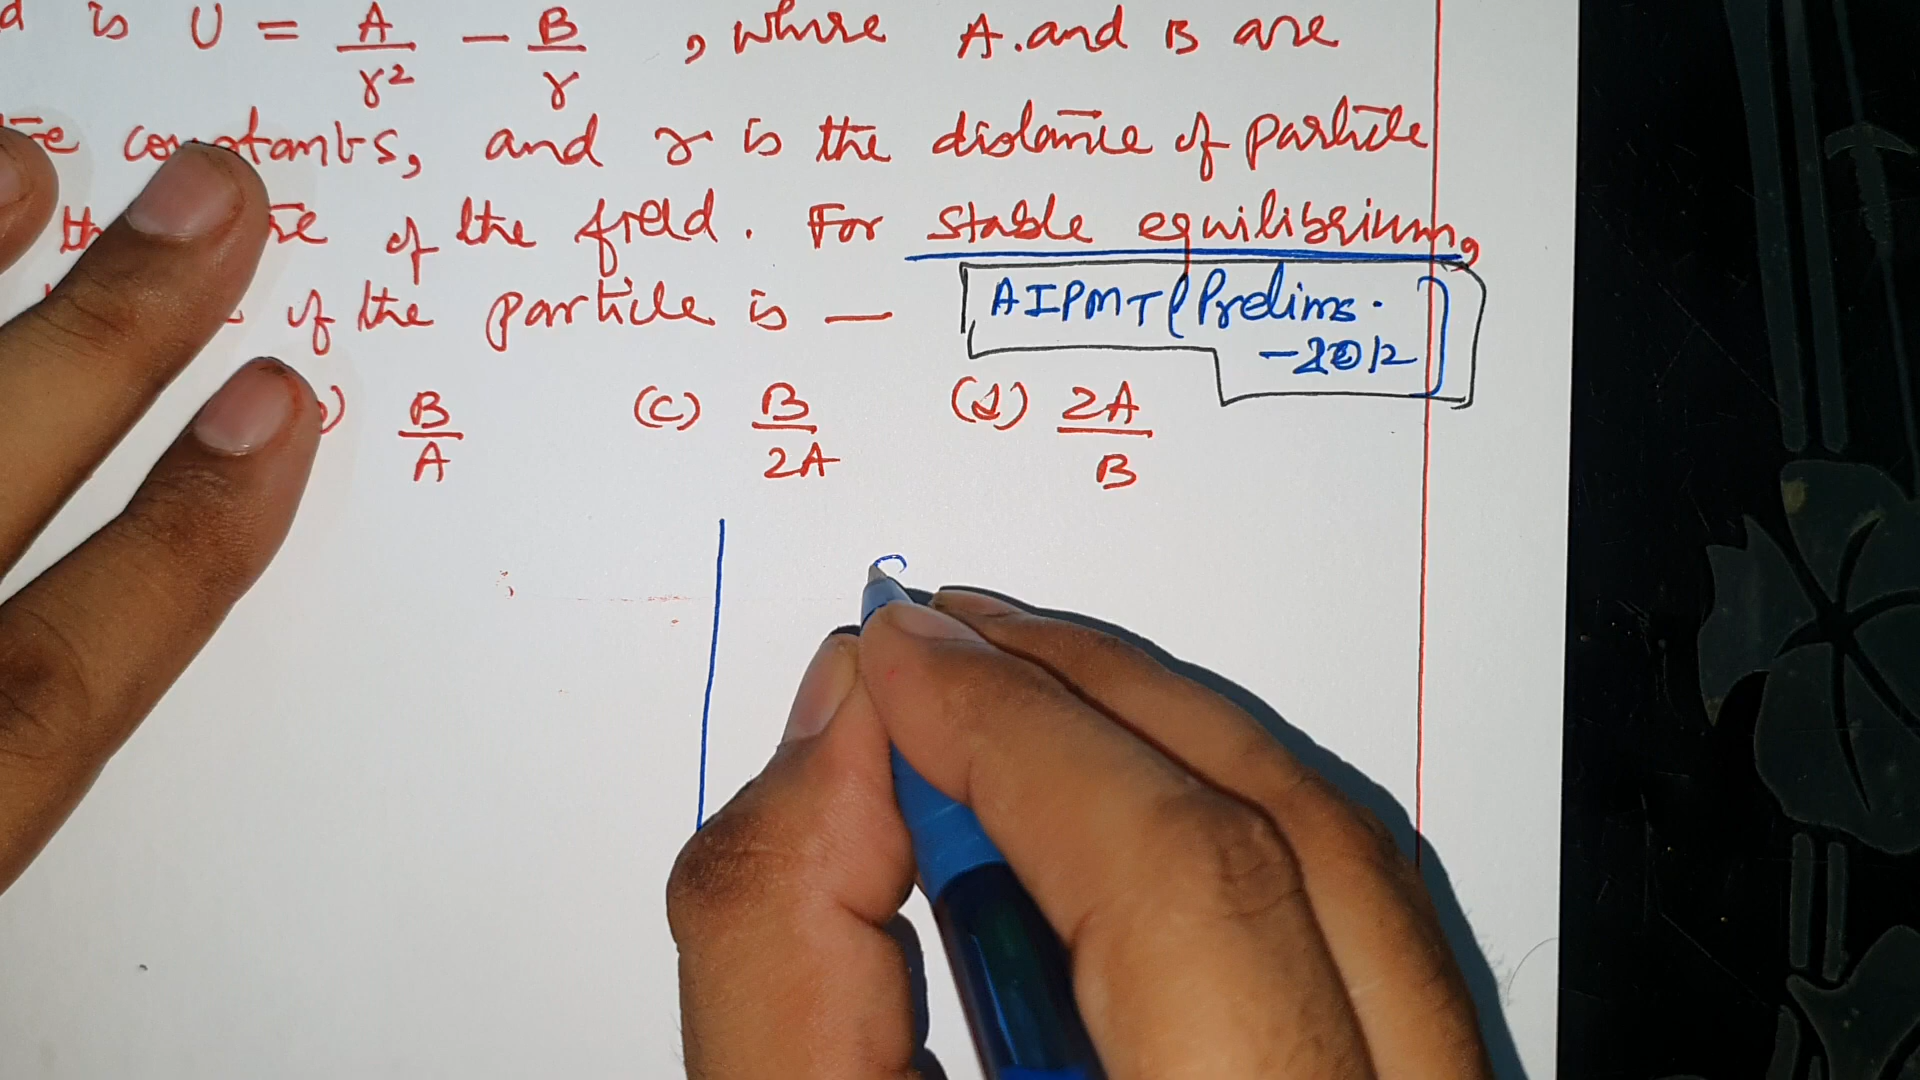 is U = A/r² - B/r , where A and B are
constants, and r is the distance of particle
of the field. For stable equilibrium,
of the particle is —
AIPMT (Prelims.
-2012]
B/A (c) B/2A (d) 2A/B